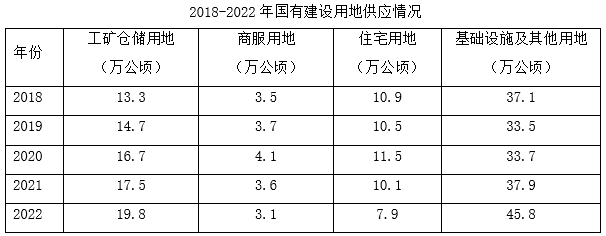 2018-2022 年国有建设用地供应情况
年份 工矿仓储用地（万公顷） 商服用地（万公顷） 住宅用地（万公顷） 基础设施及其他用地（万公顷）
2018 13.3 3.5 10.9 37.1
2019 14.7 3.7 10.5 33.5
2020 16.7 4.1 11.5 33.7
2021 17.5 3.6 10.1 37.9
2022 19.8 3.1 7.9 45.8